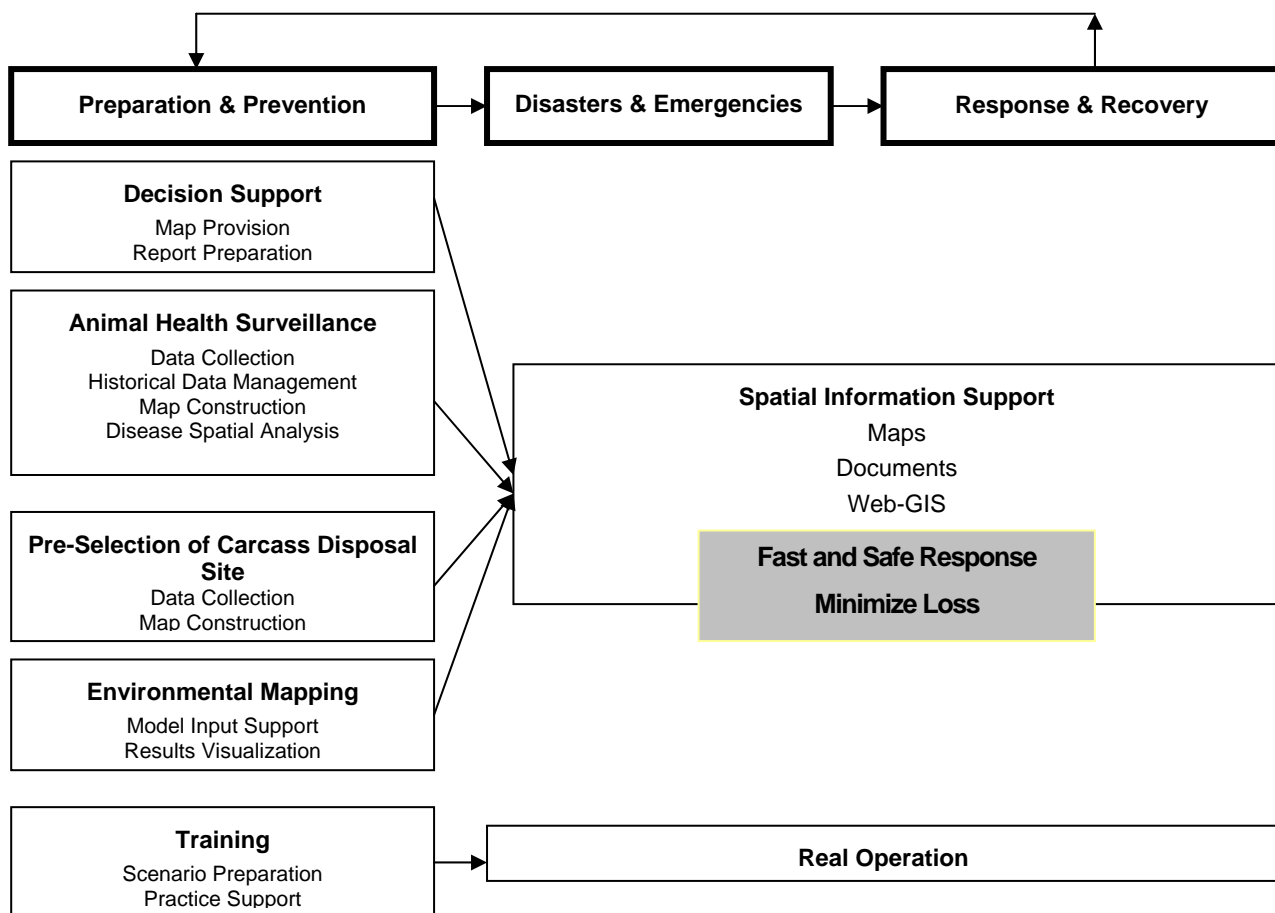 Preparation & Prevention
Disasters & Emergencies
Response & Recovery
Decision Support
Map Provision
Report Preparation
Animal Health Surveillance
Data Collection
Historical Data Management
Map Construction
Disease Spatial Analysis
Pre-Selection of Carcass Disposal
Site
Data Collection
Map Construction
Environmental Mapping
Model Input Support
Results Visualization
Training
Scenario Preparation
Practice Support
Spatial Information Support
Maps
Documents
Web-GIS
Fast and Safe Response
Minimize Loss
Real Operation